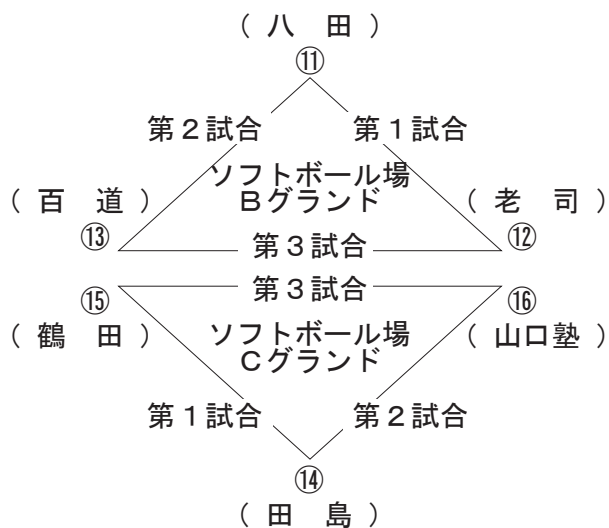 （ 八　田 ）
⑪
第２試合　第１試合
ソフトボール場
Ｂグランド
（ 百　道 ）　（ 老　司 ）
⑬　⑫
第３試合
第３試合
⑮　⑯
ソフトボール場
Ｃグランド
（ 鶴　田 ）　（ 山口塾 ）
第１試合　第２試合
⑭
（ 田　島 ）